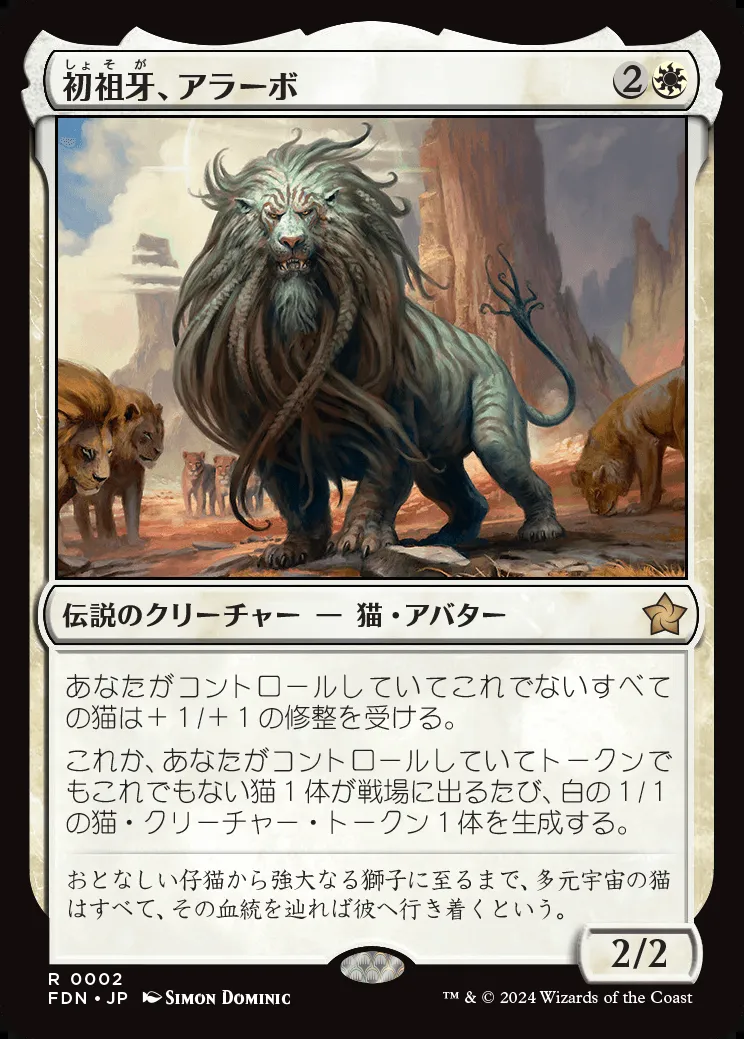 しょ そ が
初祖牙、アラーボ 2
伝説のクリーチャー — 猫・アバター
あなたがコントロールしていてこれでないすべて
の猫は＋１/＋１の修整を受ける。
これか、あなたがコントロールしていてトークンで
もこれでもない猫１体が戦場に出るたび、白の１/１
の猫・クリーチャー・トークン１体を生成する。
おとなしい仔猫から強大なる獅子に至るまで、多元宇宙の猫
はすべて、その血統を辿れば彼へ行き着くという。
2/2
R 0002
FDN • JP Simon Dominic ™ & © 2024 Wizards of the Coast